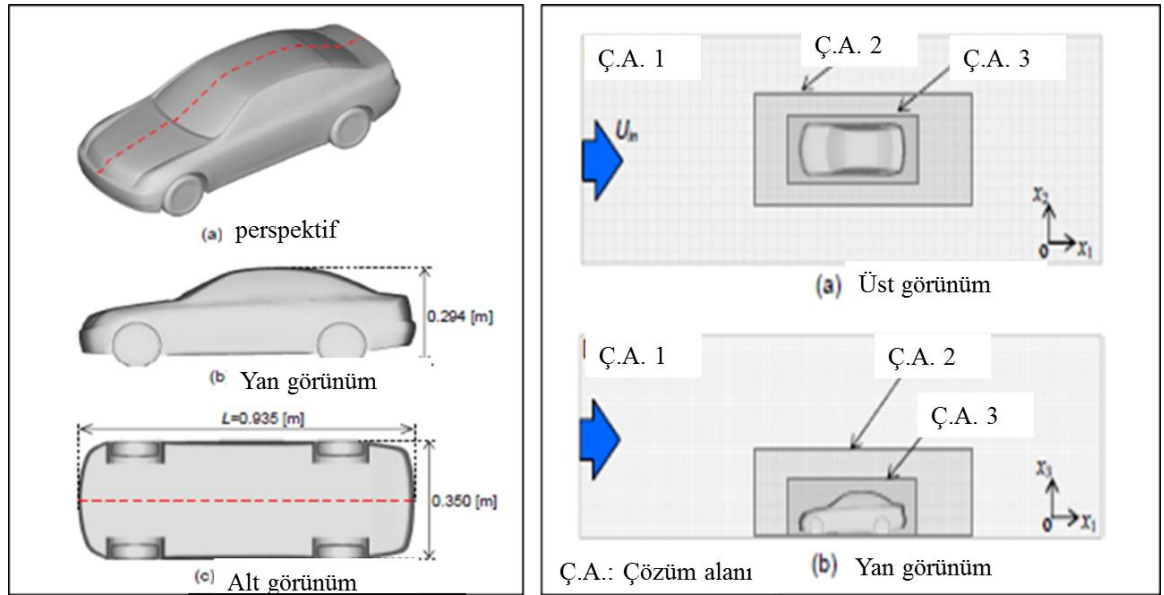 (a) perspektif
0.294 [m]
(b) Yan görünüm
L=0.935 [m]
0.350 [m]
(c) Alt görünüm
Ç.A. 1
Ç.A. 2
Ç.A. 3
Uin
x2
0
x1
(a) Üst görünüm
Ç.A. 1
Ç.A. 2
Ç.A. 3
x3
0
x1
Ç.A.: Çözüm alanı
(b) Yan görünüm